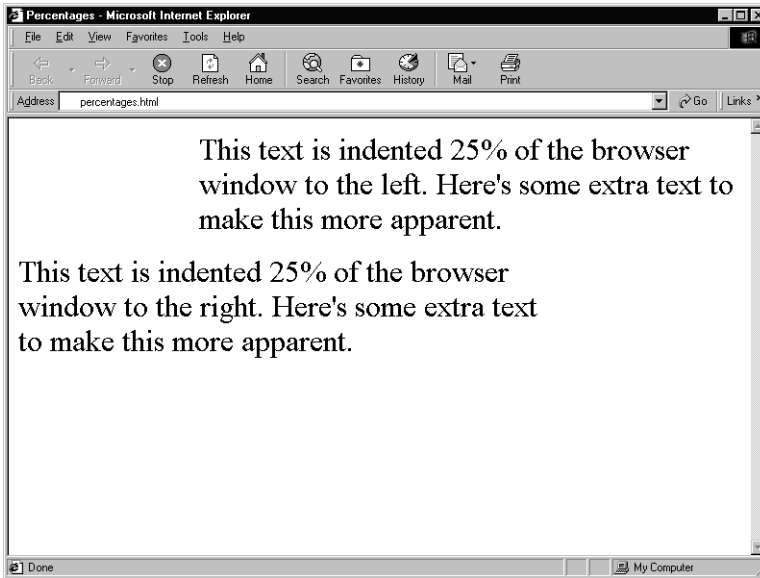 Percentages - Microsoft Internet Explorer
File Edit View Favorites Tools Help
Back Forward Stop Refresh Home Search Favorites History Mail Print
Address percentages.html Go Links »
This text is indented 25% of the browser
window to the left. Here's some extra text to
make this more apparent.
This text is indented 25% of the browser
window to the right. Here's some extra text
to make this more apparent.
Done My Computer